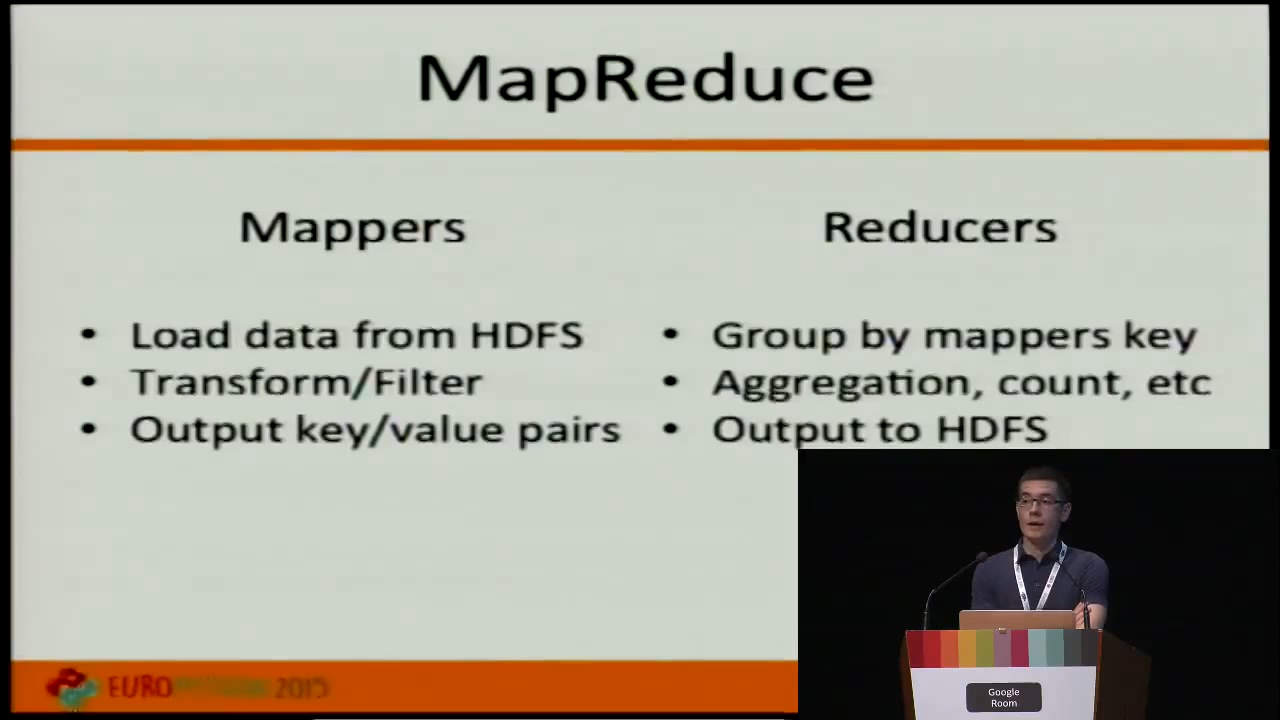 MapReduce
Mappers
• Load data from HDFS
• Transform/Filter
• Output key/value pairs
Reducers
• Group by mappers key
• Aggregation, count, etc
• Output to HDFS
EUROPYTHON 2015
Google
Room